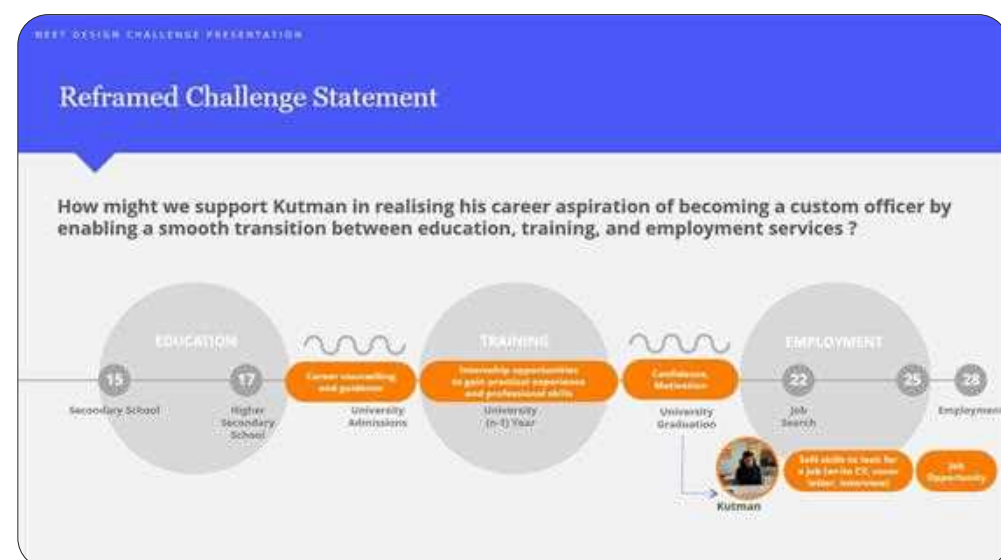 NEET DESIGN CHALLENGE PRESENTATION
Reframed Challenge Statement
How might we support Kutman in realising his career aspiration of becoming a custom officer by
enabling a smooth transition between education, training, and employment services ?
EDUCATION
TRAINING
EMPLOYMENT
15
17
Career counselling
and guidance
Internship opportunities
to gain practical experience
and professional skills
Confidence,
Motivation
22
25
28
Secondary School
Higher
Secondary
School
University
Admissions
University
(n-1) Year
University
Graduation
Job
Search
Employment
Soft skills to look for
a job (write CV, cover
letter, interview)
Job
Opportunity
Kutman